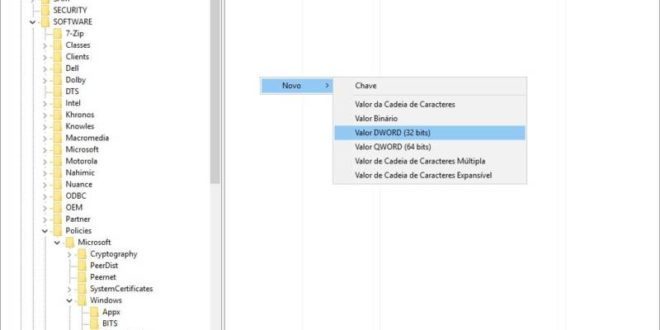 SECURITY
SOFTWARE
7-Zip
Classes
Clients
Dell
Dolby
DTS
Intel
Khronos
Knowles
Macromedia
Microsoft
Motorola
Nahimic
Nuance
ODBC
OEM
Partner
Policies
Microsoft
Cryptography
PeerDist
Peernet
SystemCertificates
Windows
Appx
BITS
Novo
Chave
Valor da Cadeia de Caracteres
Valor Binário
Valor DWORD (32 bits)
Valor QWORD (64 bits)
Valor de Cadeia de Caracteres Múltipla
Valor de Cadeia de Caracteres Expansível